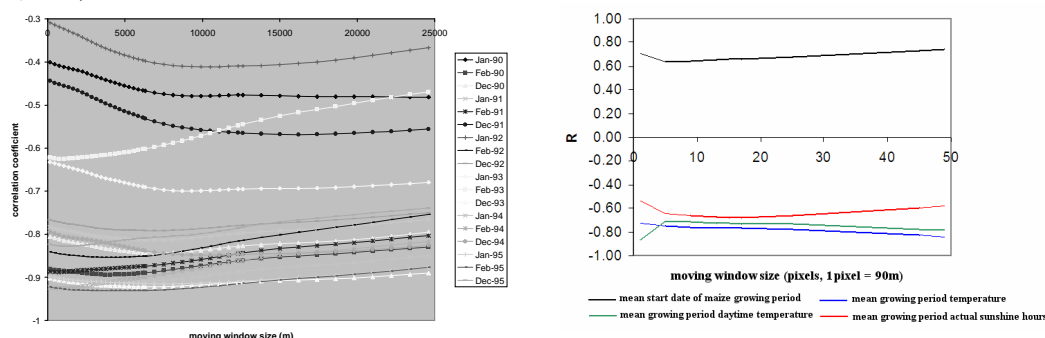 -0.3
0 5000 10000 15000 20000 25000
-0.4
-0.5
-0.6
-0.7
-0.8
-0.9
-1
correlation coefficient
moving window size (m)
Jan-90
Feb-90
Dec-90
Jan-91
Feb-91
Dec-91
Jan-92
Feb-92
Dec-92
Jan-93
Feb-93
Dec-93
Jan-94
Feb-94
Dec-94
Jan-95
Feb-95
Dec-95
1.00
0.80
0.60
0.40
0.20
0.00
-0.20
-0.40
-0.60
-0.80
-1.00
R
0 10 20 30 40 50
moving window size (pixels, 1pixel = 90m)
mean start date of maize growing period
mean growing period temperature
mean growing period daytime temperature
mean growing period actual sunshine hours